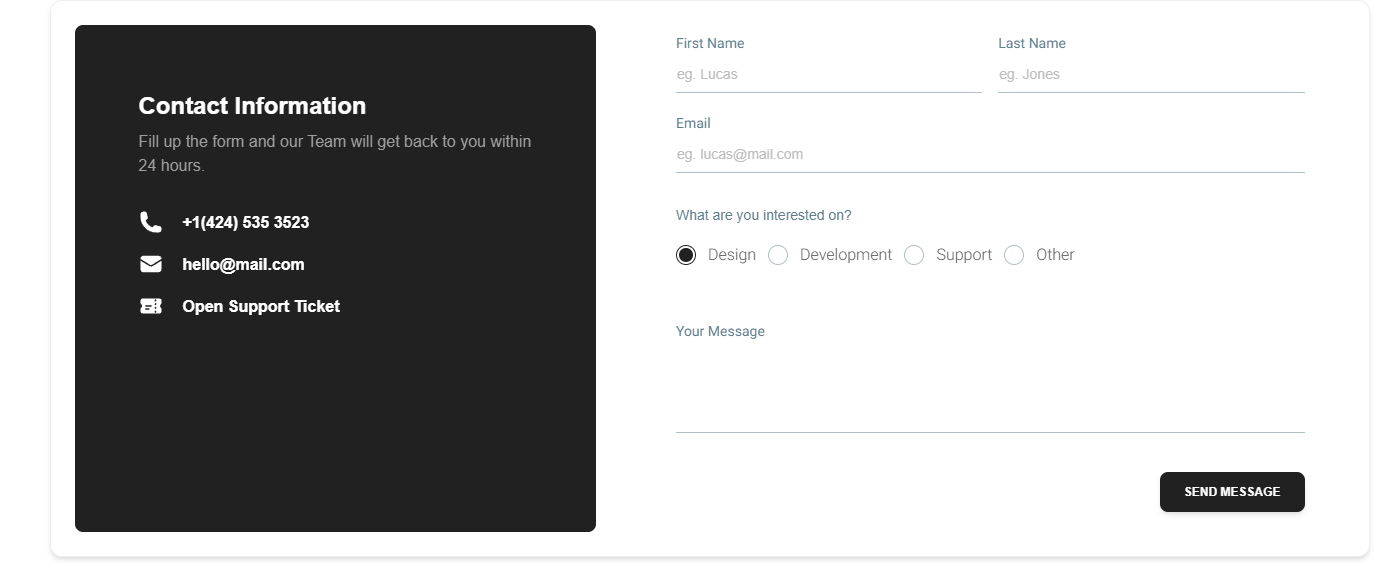 Contact Information
Fill up the form and our Team will get back to you within
24 hours.
+1(424) 535 3523
hello@mail.com
Open Support Ticket
First Name
eg. Lucas
Last Name
eg. Jones
Email
eg. lucas@mail.com
What are you interested on?
Design Development Support Other
Your Message
SEND MESSAGE